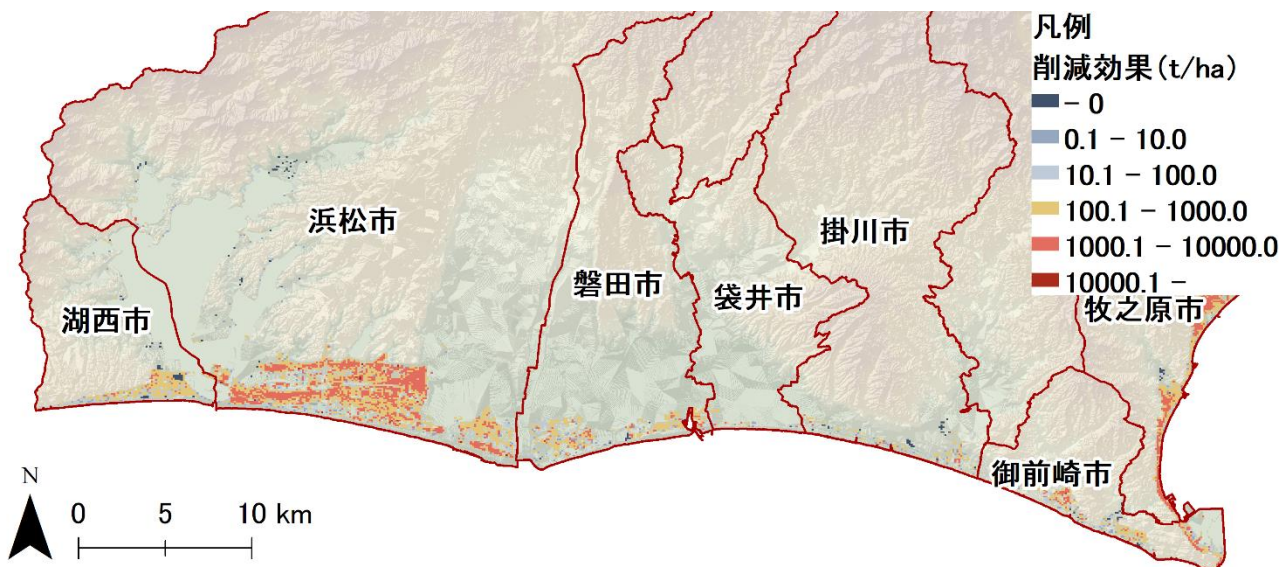 凡例
削減効果(t/ha)
- 0
0.1 - 10.0
10.1 - 100.0
100.1 - 1000.0
1000.1 - 10000.0
10000.1 -
浜松市
掛川市
磐田市
袋井市
湖西市
牧之原市
御前崎市
N
0 5 10 km